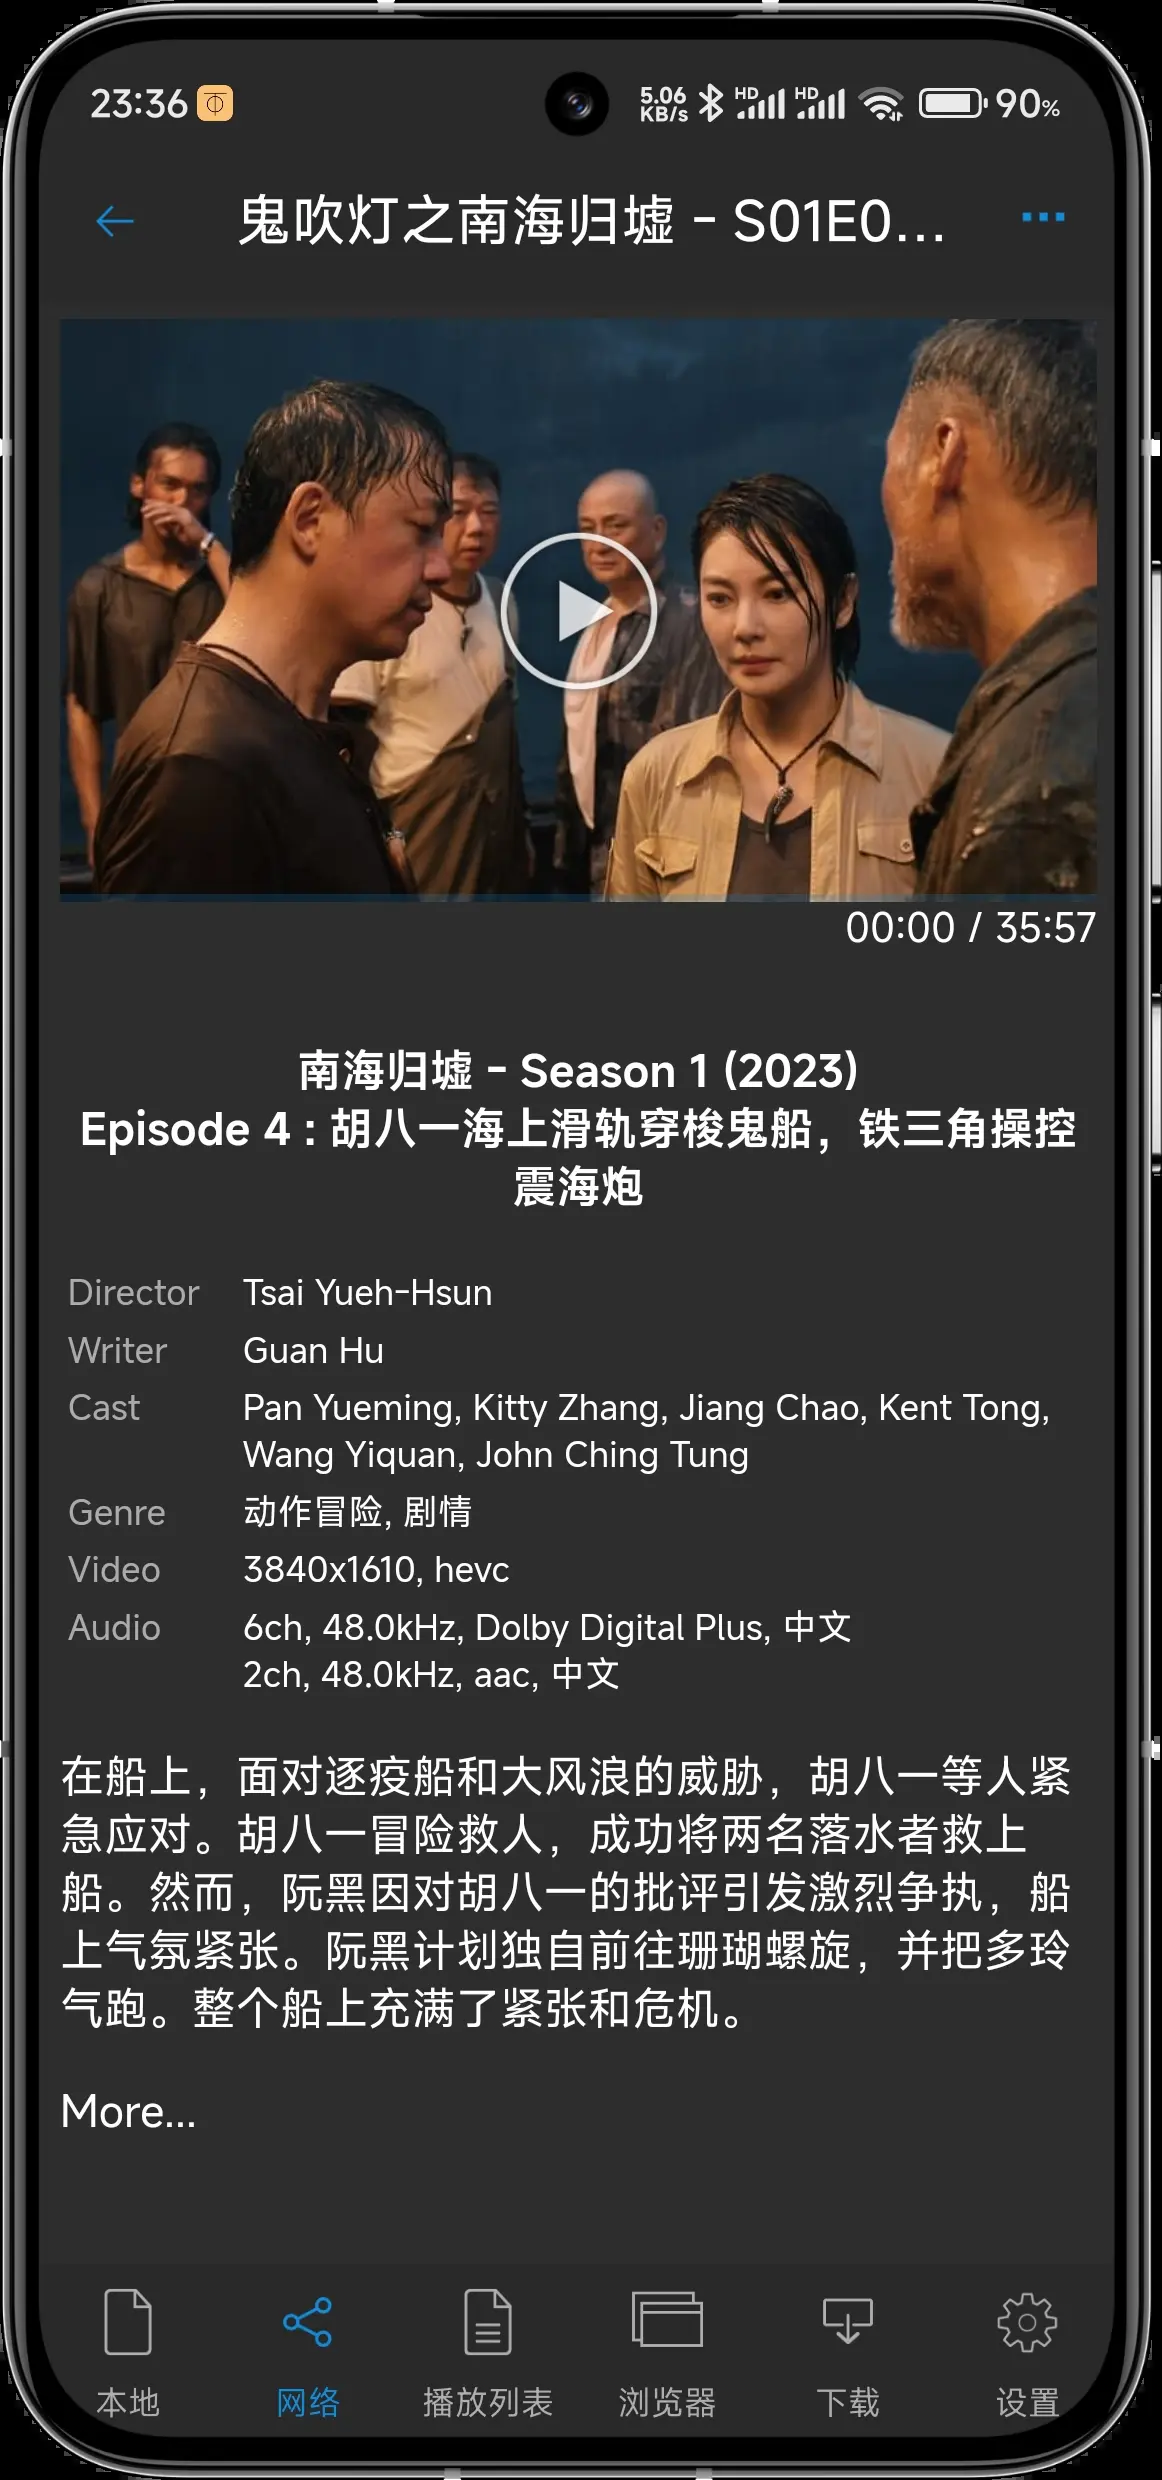 23:36
5.06 KB/s HD HD 90%
鬼吹灯之南海归墟 - S01E0...
00:00 / 35:57
南海归墟 - Season 1 (2023)
Episode 4 : 胡八一海上滑轨穿梭鬼船，铁三角操控
震海炮
Director Tsai Yueh-Hsun
Writer Guan Hu
Cast Pan Yueming, Kitty Zhang, Jiang Chao, Kent Tong,
Wang Yiquan, John Ching Tung
Genre 动作冒险, 剧情
Video 3840x1610, hevc
Audio 6ch, 48.0kHz, Dolby Digital Plus, 中文
2ch, 48.0kHz, aac, 中文
在船上，面对逐疫船和大风浪的威胁，胡八一等人紧
急应对。胡八一冒险救人，成功将两名落水者救上
船。然而，阮黑因对胡八一的批评引发激烈争执，船
上气氛紧张。阮黑计划独自前往珊瑚螺旋，并把多玲
气跑。整个船上充满了紧张和危机。
More...
本地 网络 播放列表 浏览器 下载 设置